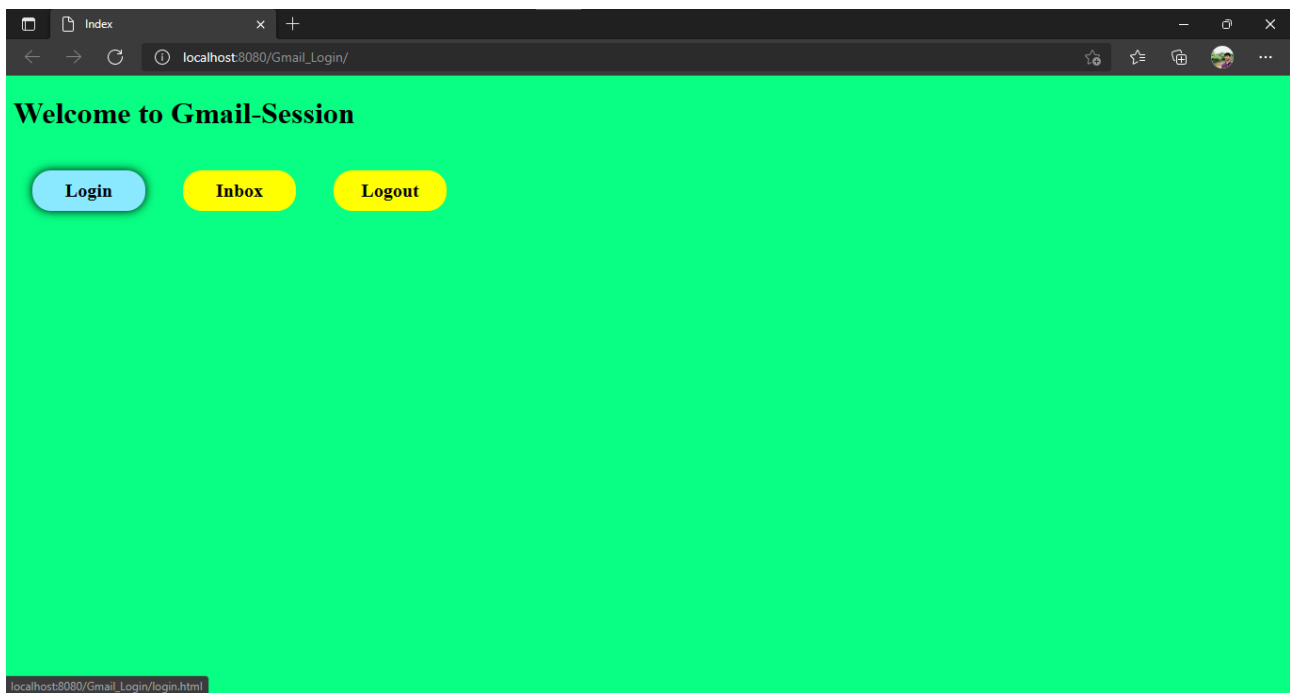 Index
localhost:8080/Gmail_Login/
Welcome to Gmail-Session
Login Inbox Logout
localhost:8080/Gmail_Login/login.html